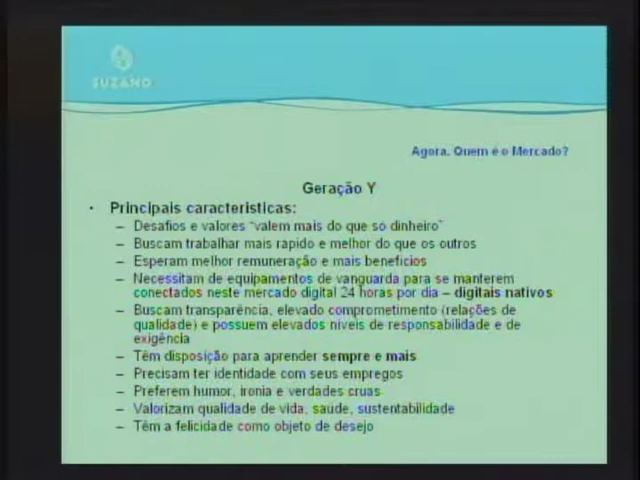 SUZANO
Agora. Quem é o Mercado?
Geração Y
• Principais caracteristicas:
– Desafios e valores "valem mais do que só dinheiro"
– Buscam trabalhar mais rapido e melhor do que os outros
– Esperam melhor remuneração e mais beneficios
– Necessitam de equipamentos de vanguarda para se manterem
conectados neste mercado digital 24 horas por dia – digitais nativos
– Buscam transparência, elevado comprometimento (relações de
qualidade) e possuem elevados níveis de responsabilidade e de
exigência
– Têm disposição para aprender sempre e mais
– Precisam ter identidade com seus empregos
– Preferem humor, ironia e verdades cruas
– Valorizam qualidade de vida, saúde, sustentabilidade
– Têm a felicidade como objeto de desejo